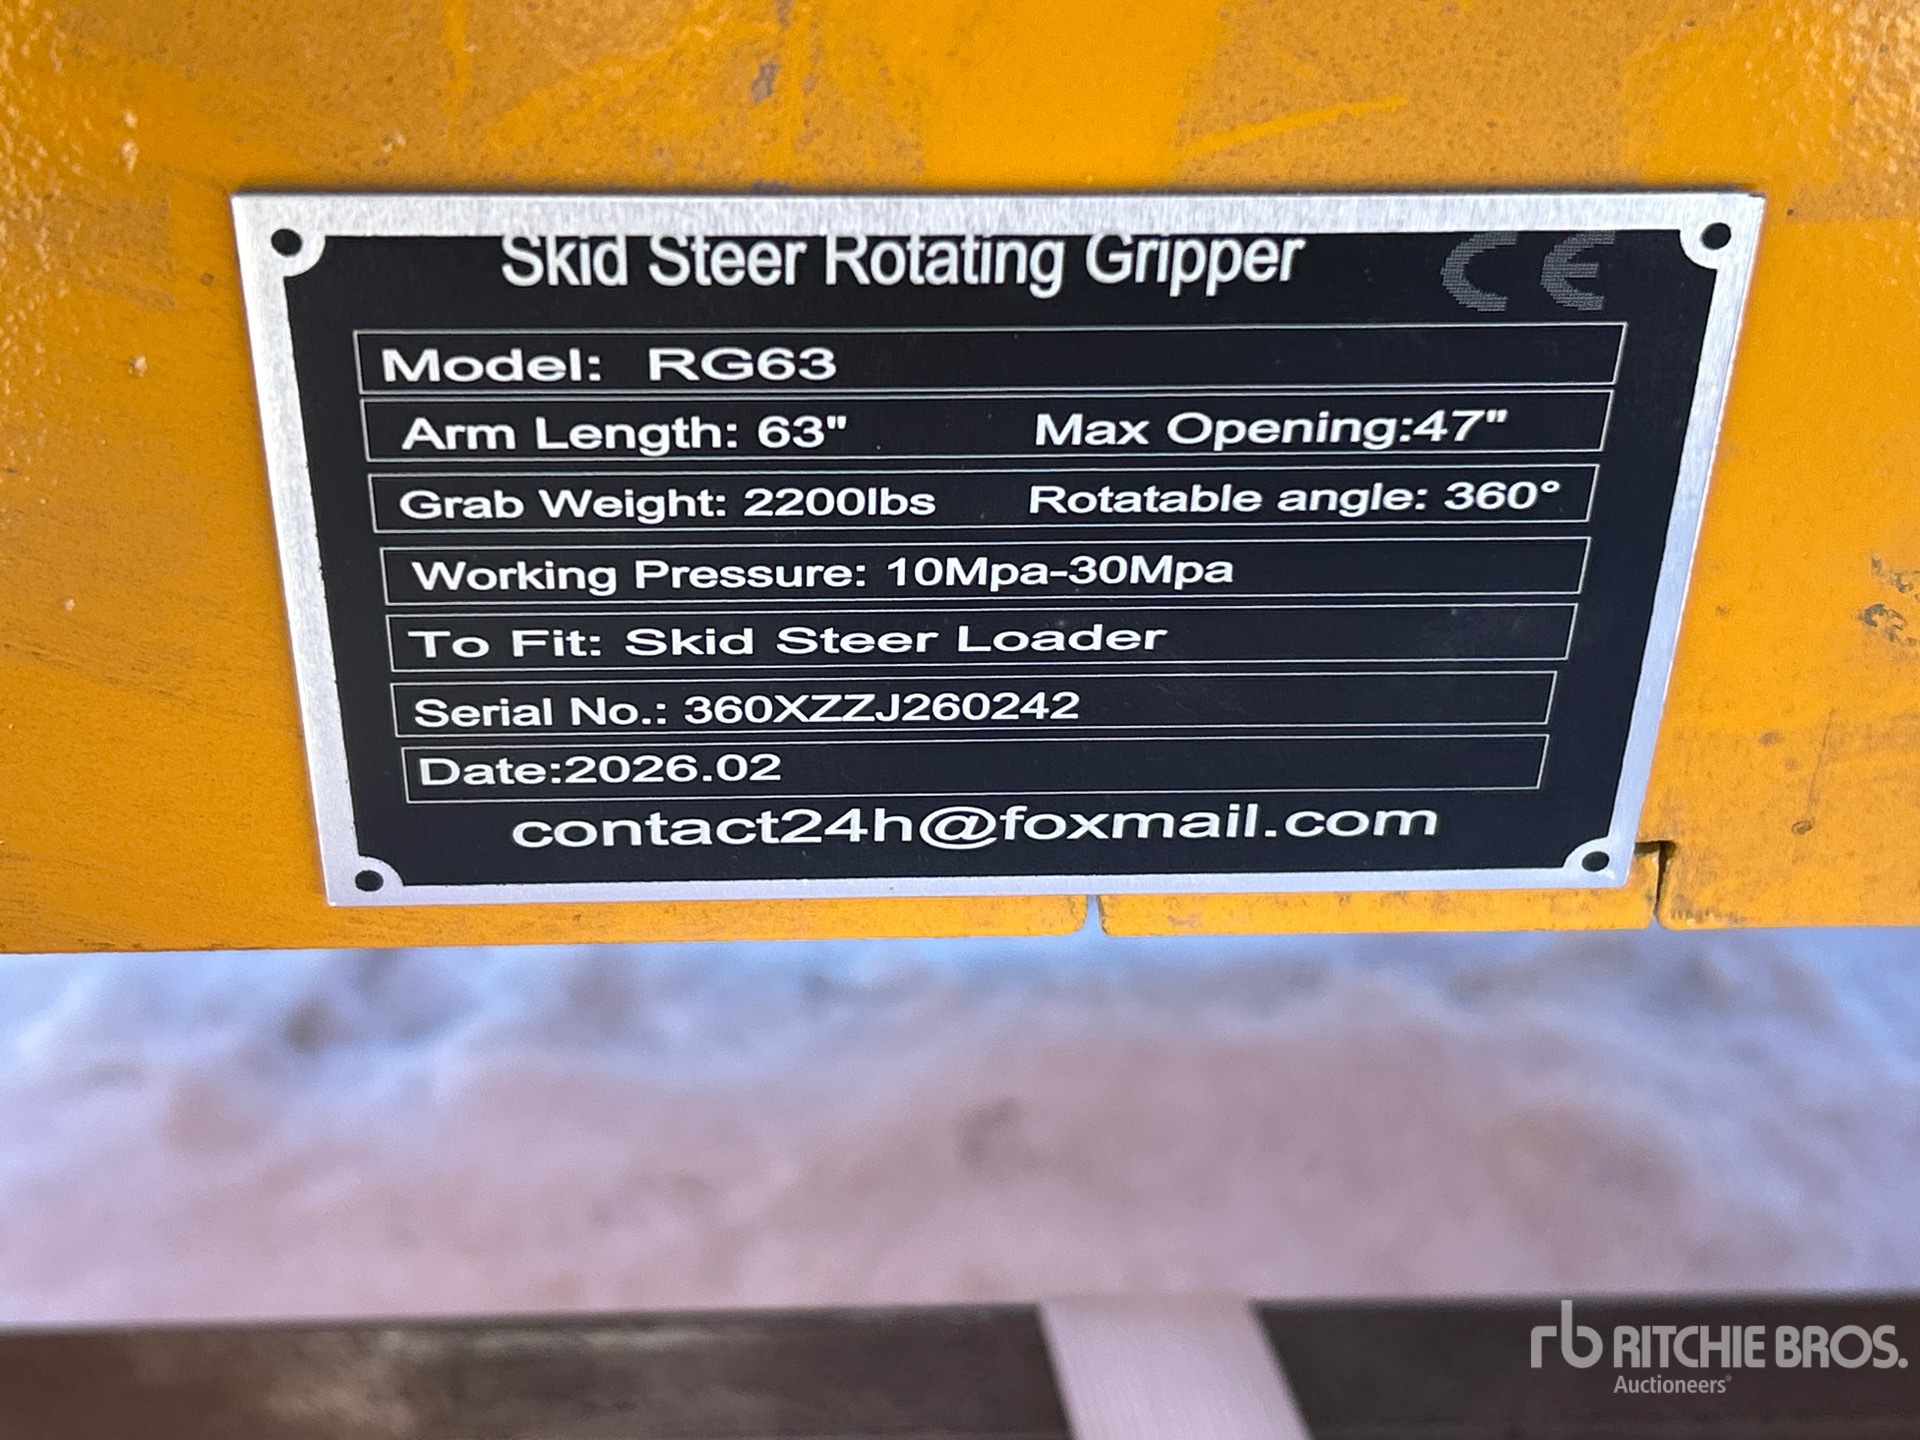 Skid Steer Rotating Gripper CE
Model: RG63
Arm Length: 63" Max Opening:47"
Grab Weight: 2200lbs Rotatable angle: 360°
Working Pressure: 10Mpa-30Mpa
To Fit: Skid Steer Loader
Serial No.: 360XZZJ260242
Date:2026.02
contact24h@foxmail.com
rb RITCHIE BROS.
Auctioneers